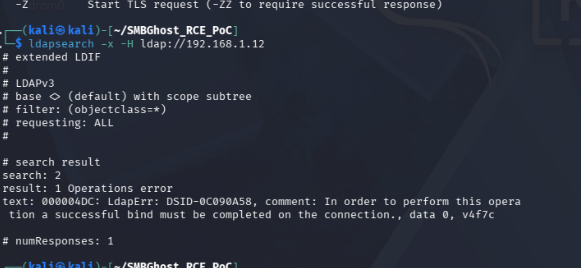 -Z Start TLS request (-ZZ to require successful response)
┌──(kali㉿kali)-[~/SMBGhost_RCE_PoC]
└─$ ldapsearch -x -H ldap://192.168.1.12
# extended LDIF
#
# LDAPv3
# base <> (default) with scope subtree
# filter: (objectclass=*)
# requesting: ALL
#
# search result
search: 2
result: 1 Operations error
text: 000004DC: LdapErr: DSID-0C090A58, comment: In order to perform this opera
tion a successful bind must be completed on the connection., data 0, v4f7c
# numResponses: 1
┌──(kali㉿kali)-[~/SMBGhost_RCE_PoC]